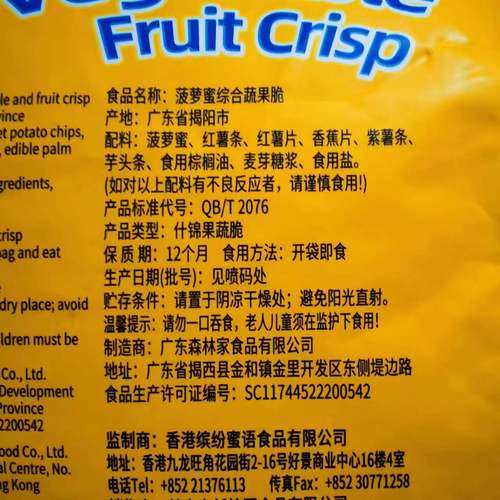 Fruit Crisp
le and fruit crisp
vince
et potato chips,
, edible palm
gredients,
crisp
bag and eat
dry place; avoid
ldren must be
Co., Ltd.
Development
Province
2200542
ood Co., Ltd.
al Centre, No.
ng Kong
食品名称：菠萝蜜综合蔬果脆
产地：广东省揭阳市
配料：菠萝蜜、红薯条、红薯片、香蕉片、紫薯条、
芋头条、食用棕榈油、麦芽糖浆、食用盐。
(如对以上配料有不良反应者，请谨慎食用!)
产品标准代号：QB/T 2076
产品类型：什锦果蔬脆
保 质 期：12个月 食用方法：开袋即食
生产日期(批号)：见喷码处
贮存条件：请置于阴凉干燥处；避免阳光直射。
温馨提示：请勿一口吞食，老人儿童须在监护下食用！
制造商：广东森林家食品有限公司
地址：广东省揭西县金和镇金里开发区东侧堤边路
食品生产许可证编号：SC11744522200542
监制商：香港缤纷蜜语食品有限公司
地址：香港九龙旺角花园街2-16号好景商业中心16楼4室
电话Tel：+852 21376113 传真Fax：+852 30771258